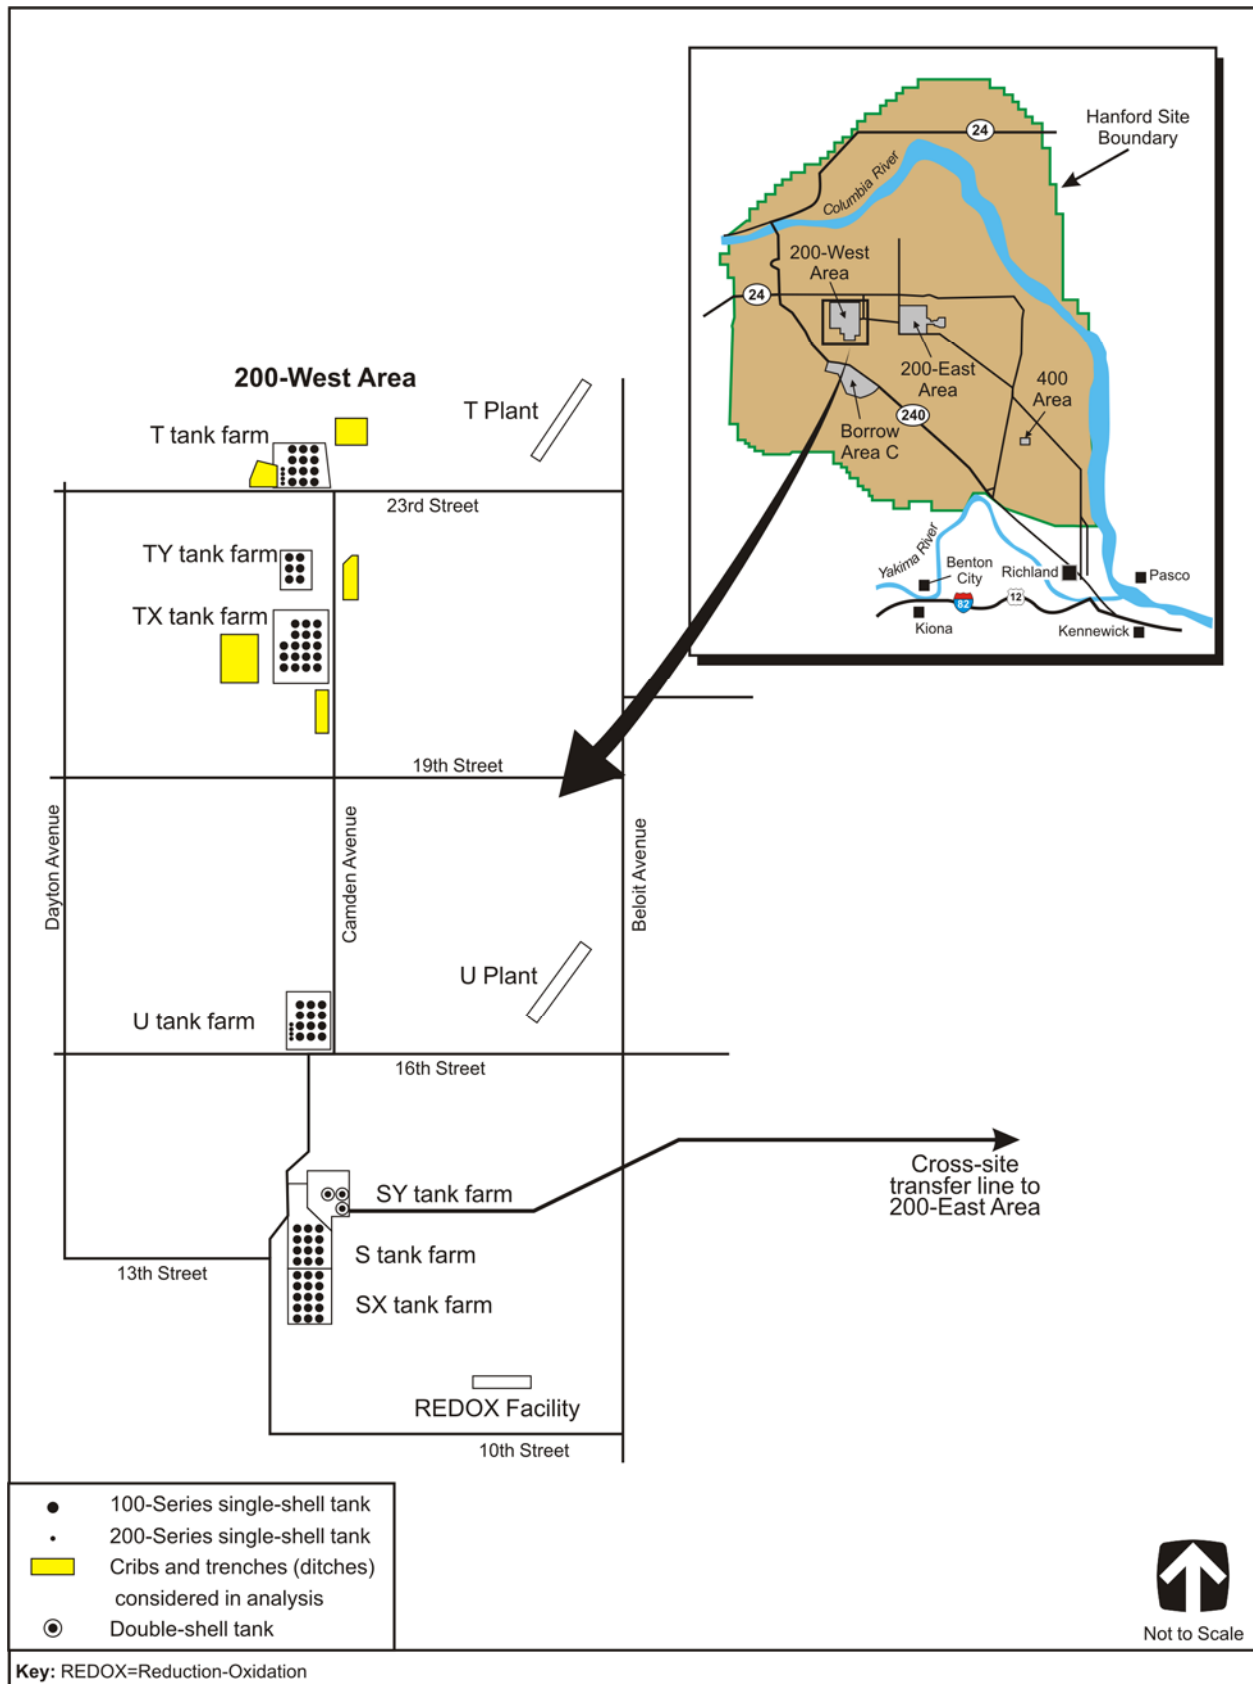 Hanford Site
Boundary
24
Columbia River
200-West
Area
24
200-East
Area
400
Area
240
Borrow
Area C
Yakima River
Benton
City
Richland
Pasco
82
12
Kiona
Kennewick
200-West Area
T Plant
T tank farm
23rd Street
TY tank farm
TX tank farm
19th Street
Dayton Avenue
Camden Avenue
Beloit Avenue
U Plant
U tank farm
16th Street
Cross-site
transfer line to
200-East Area
SY tank farm
S tank farm
13th Street
SX tank farm
REDOX Facility
10th Street
100-Series single-shell tank
200-Series single-shell tank
Cribs and trenches (ditches)
considered in analysis
Double-shell tank
Not to Scale
Key: REDOX=Reduction-Oxidation